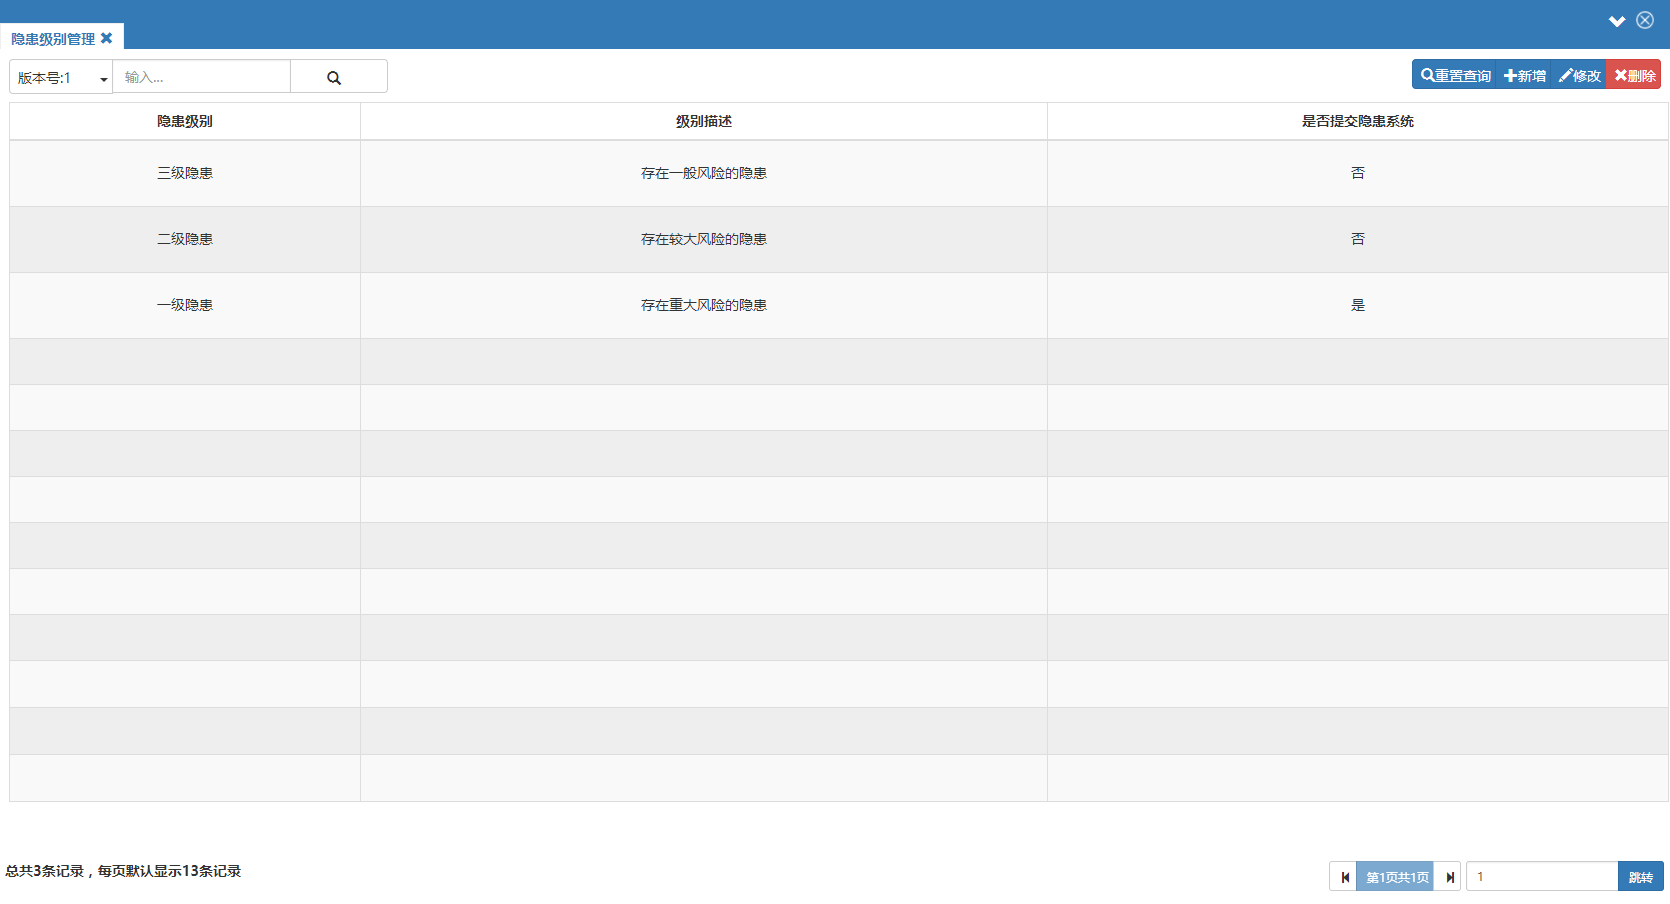 隐患级别管理
版本号:1 输入... 重置查询 新增 修改 删除
隐患级别 级别描述 是否提交隐患系统
三级隐患 存在一般风险的隐患 否
二级隐患 存在较大风险的隐患 否
一级隐患 存在重大风险的隐患 是
总共3条记录，每页默认显示13条记录 第1页共1页 1 跳转